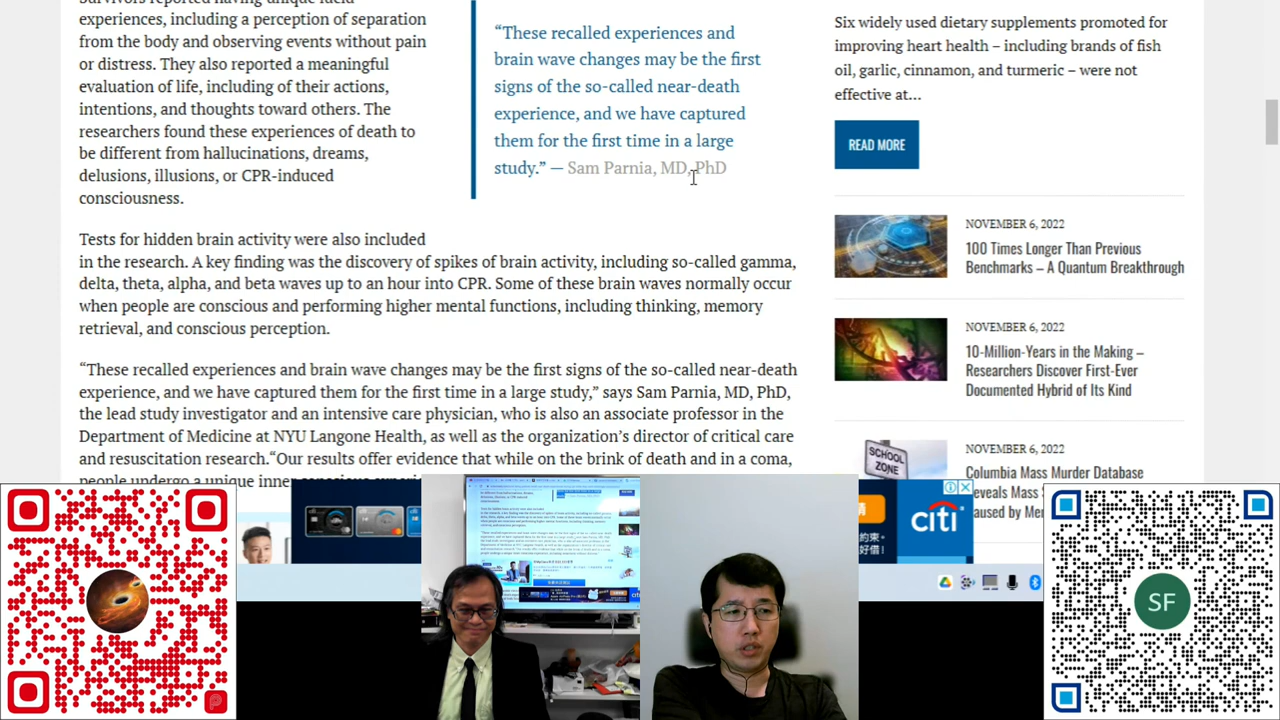 experiences, including a perception of separation
from the body and observing events without pain
or distress. They also reported a meaningful
evaluation of life, including of their actions,
intentions, and thoughts toward others. The
researchers found these experiences of death to
be different from hallucinations, dreams,
delusions, illusions, or CPR-induced
consciousness.
“These recalled experiences and
brain wave changes may be the first
signs of the so-called near-death
experience, and we have captured
them for the first time in a large
study.” — Sam Parnia, MD, PhD
Tests for hidden brain activity were also included
in the research. A key finding was the discovery of spikes of brain activity, including so-called gamma,
delta, theta, alpha, and beta waves up to an hour into CPR. Some of these brain waves normally occur
when people are conscious and performing higher mental functions, including thinking, memory
retrieval, and conscious perception.
“These recalled experiences and brain wave changes may be the first signs of the so-called near-death
experience, and we have captured them for the first time in a large study,” says Sam Parnia, MD, PhD,
the lead study investigator and an intensive care physician, who is also an associate professor in the
Department of Medicine at NYU Langone Health, as well as the organization’s director of critical care
and resuscitation research.“Our results offer evidence that while on the brink of death and in a coma,
people undergo a unique inner
Six widely used dietary supplements promoted for
improving heart health – including brands of fish
oil, garlic, cinnamon, and turmeric – were not
effective at…
READ MORE
NOVEMBER 6, 2022
100 Times Longer Than Previous
Benchmarks – A Quantum Breakthrough
NOVEMBER 6, 2022
10-Million-Years in the Making –
Researchers Discover First-Ever
Documented Hybrid of Its Kind
NOVEMBER 6, 2022
Columbia Mass Murder Database
SCHOOL
ZONE
citi
約束。
好借!
SF